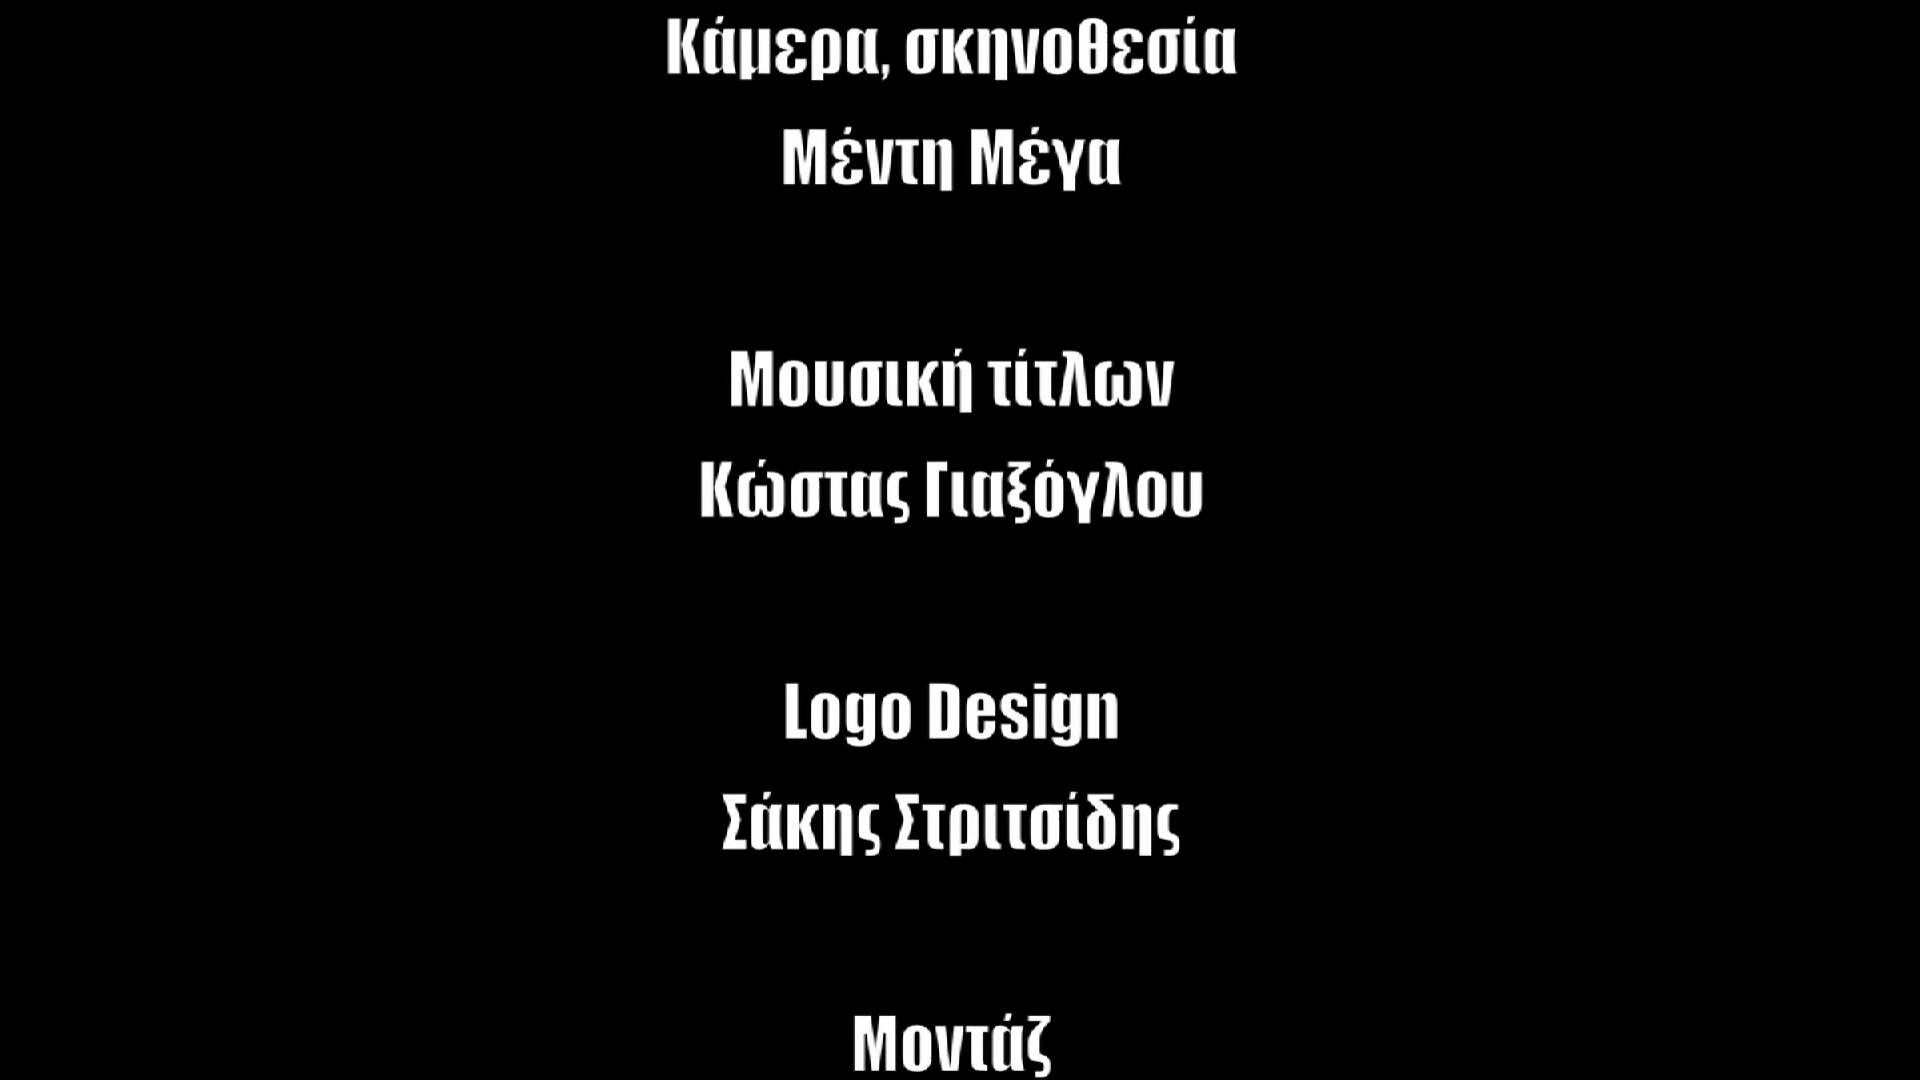 Κάμερα, σκηνοθεσία
Μέντη Μέγα
Μουσική τίτλων
Κώστας Γιαξόγλου
Logo Design
Σάκης Στριτσίδης
Μοντάζ